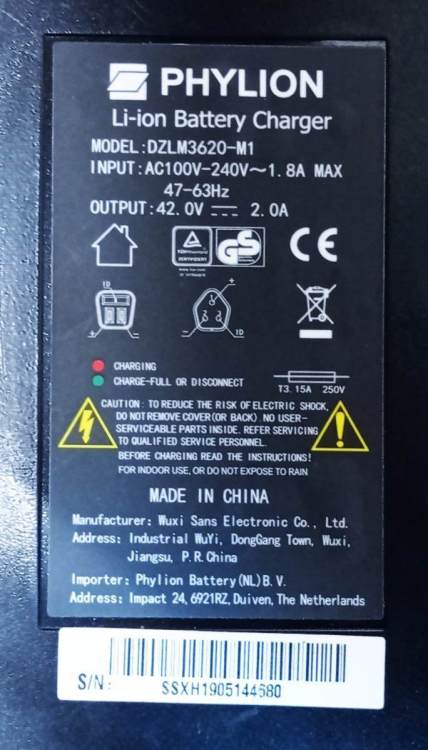 PHYLION
Li-ion Battery Charger
MODEL:DZLM3620-M1
INPUT:AC100V-240V～1.8A MAX
47-63Hz
OUTPUT:42.0V⎓ 2.0A
GS
CE
ID
+ -
- ID
CHARGING
CHARGE-FULL OR DISCONNECT
T3.15A 250V
CAUTION: TO REDUCE THE RISK OF ELECTRIC SHOCK,
DO NOT REMOVE COVER(OR BACK) NO USER-
SERVICEABLE PARTS INSIDE. REFER SERVICING
TO QUALIFIED SERVICE PERSONNEL.
BEFORE CHARGING READ THE INSTRUCTIONS!
FOR INDOOR USE, OR DO NOT EXPOSE TO RAIN
MADE IN CHINA
Manufacturer: Wuxi Sans Electronic Co., Ltd.
Address: Industrial WuYi, DongGang Town, Wuxi,
Jiangsu, P.R.China
Importer: Phylion Battery(NL)B.V.
Address: Impact 24, 6921RZ, Duiven, The Netherlands
S/N:
SSXH1905144680